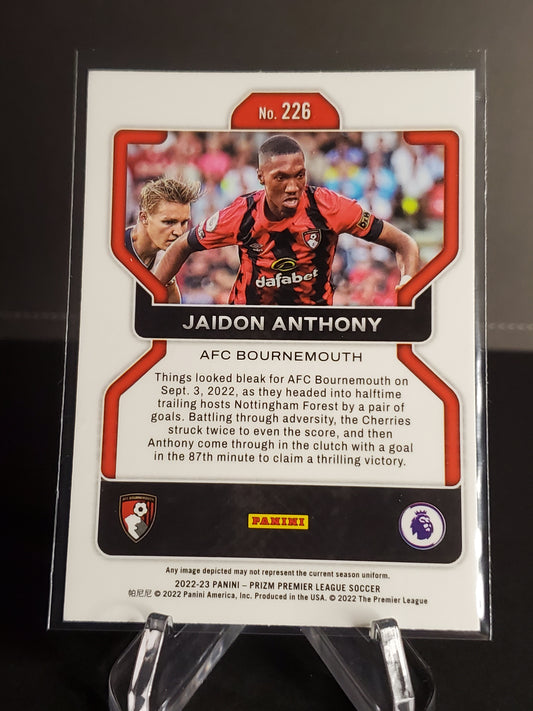 No. 226
dafabet
JAIDON ANTHONY
AFC BOURNEMOUTH
Things looked bleak for AFC Bournemouth on
Sept. 3, 2022, as they headed into halftime
trailing hosts Nottingham Forest by a pair of
goals. Battling through adversity, the Cherries
struck twice to even the score, and then
Anthony come through in the clutch with a goal
in the 87th minute to claim a thrilling victory.
AFC BOURNEMOUTH
PANINI
Any image depicted may not represent the current season uniform.
2022-23 PANINI – PRIZM PREMIER LEAGUE SOCCER
帕尼尼 © 2022 Panini America, Inc. Produced in the USA. © 2022 The Premier League